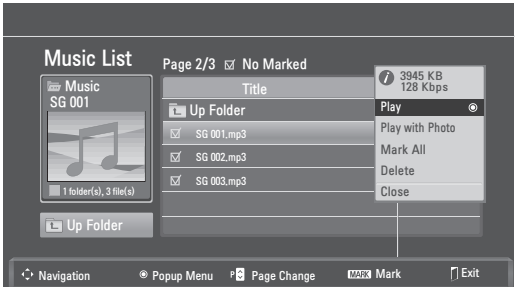 Music List
Page 2/3 No Marked
Music
SG 001
1 folder(s), 3 file(s)
Up Folder
Title
Up Folder
SG 001.mp3
SG 002.mp3
SG 003.mp3
3945 KB
128 Kbps
Play
Play with Photo
Mark All
Delete
Close
Navigation Popup Menu P Page Change MARK Mark Exit